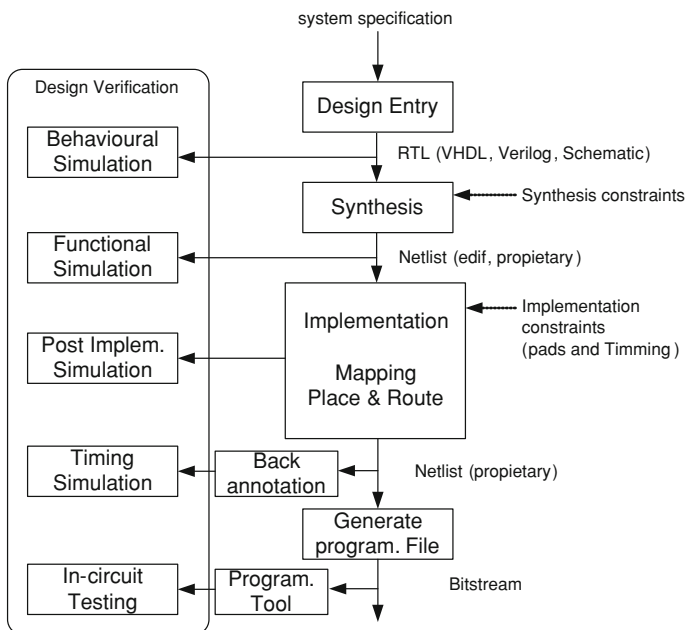 system specification
Design Verification
Design Entry
Behavioural
Simulation
RTL (VHDL, Verilog, Schematic)
Synthesis
Synthesis constraints
Functional
Simulation
Netlist (edif, propietary)
Implementation
Mapping
Place & Route
Implementation
constraints
(pads and Timming)
Post Implem.
Simulation
Timing
Simulation
Back
annotation
Netlist (propietary)
Generate
program. File
In-circuit
Testing
Program.
Tool
Bitstream